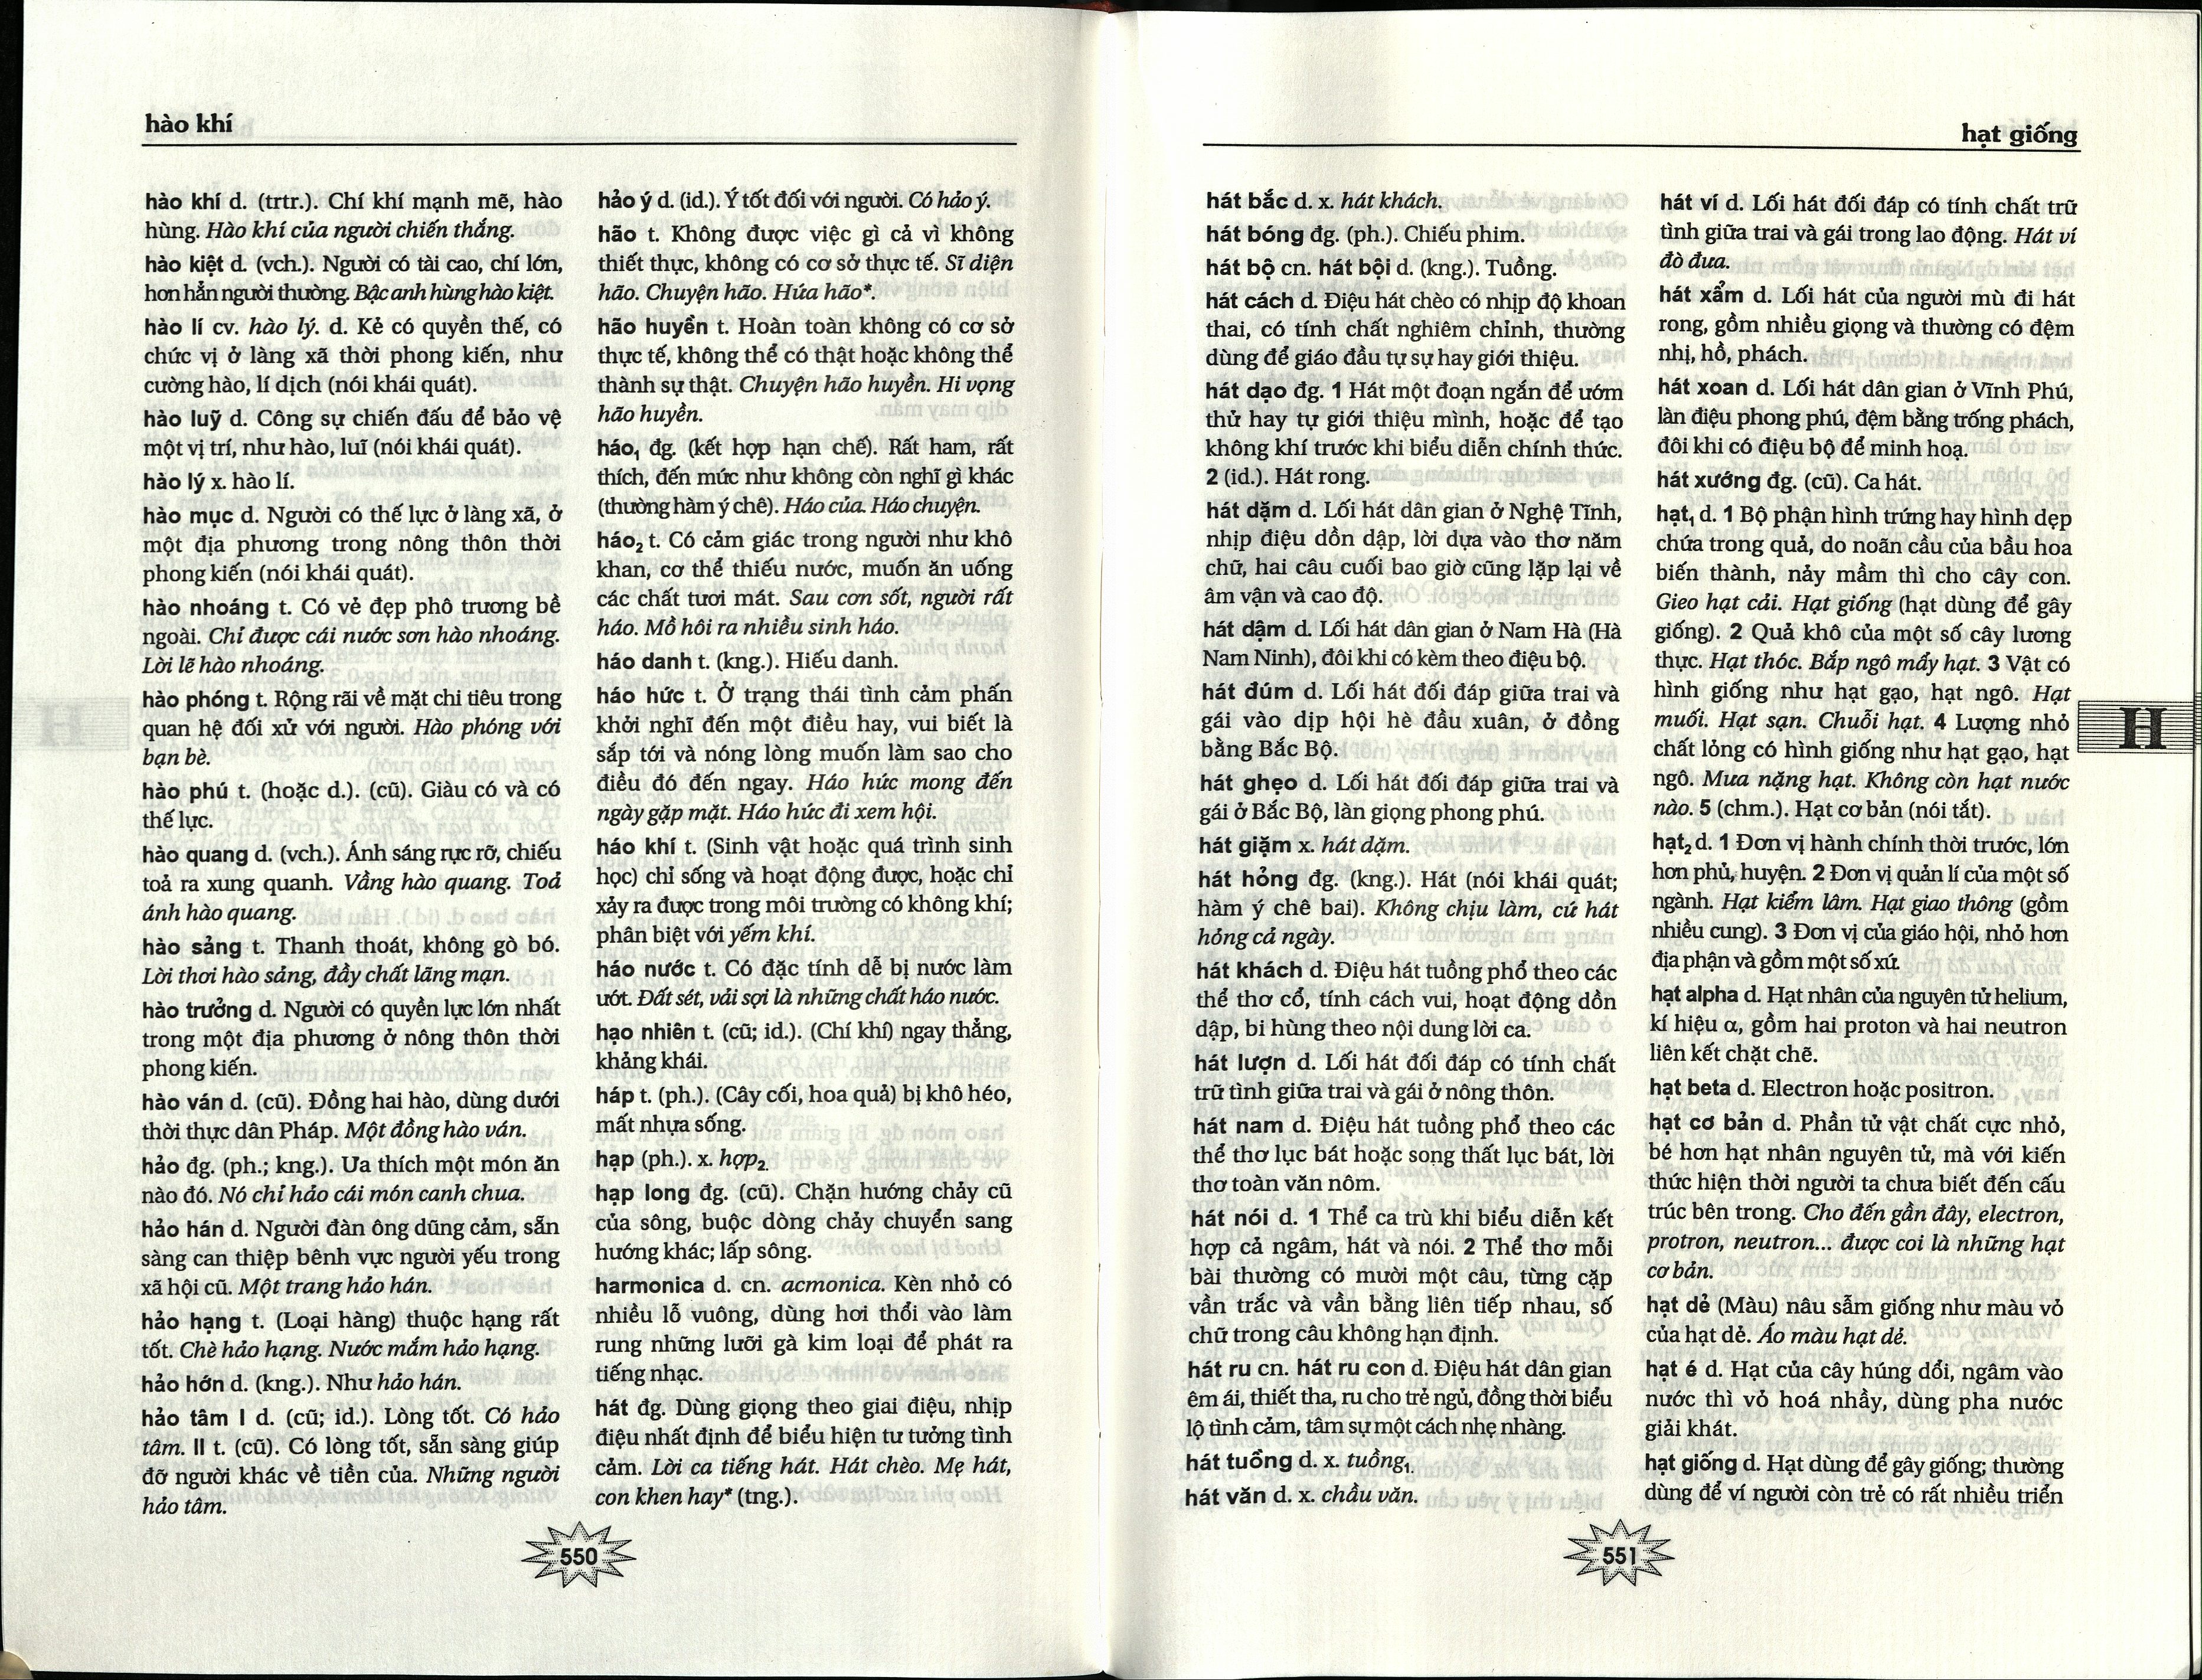 hào khí
hào khí d. (trtr.). Chí khí mạnh mẽ, hào
hùng. Hào khí của người chiến thắng.
hào kiệt d. (vch.). Người có tài cao, chí lớn,
hơn hẳn người thường. Bậc anh hùng hào kiệt.
hào lí cv. hào lý. d. Kẻ có quyền thế, có
chức vị ở làng xã thời phong kiến, như
cường hào, lí dịch (nói khái quát).
hào luỹ d. Công sự chiến đấu để bảo vệ
một vị trí, như hào, luĩ (nói khái quát).
hào lý x. hào lí.
hào mục d. Người có thế lực ở làng xã, ở
một địa phương trong nông thôn thời
phong kiến (nói khái quát).
hào nhoáng t. Có vẻ đẹp phô trương bề
ngoài. Chỉ được cái nước sơn hào nhoáng.
Lời lẽ hào nhoáng.
hào phóng t. Rộng rãi về mặt chi tiêu trong
quan hệ đối xử với người. Hào phóng với
bạn bè.
hào phú t. (hoặc d.). (cũ). Giàu có và có
thế lực.
hào quang d. (vch.). Ánh sáng rực rỡ, chiếu
toả ra xung quanh. Vầng hào quang. Toả
ánh hào quang.
hào sảng t. Thanh thoát, không gò bó.
Lời thơi hào sảng, đầy chất lãng mạn.
hào trưởng d. Người có quyền lực lớn nhất
trong một địa phương ở nông thôn thời
phong kiến.
hào ván d. (cũ). Đồng hai hào, dùng dưới
thời thực dân Pháp. Một đồng hào ván.
hảo đg. (ph.; kng.). Ưa thích một món ăn
nào đó. Nó chỉ hảo cái món canh chua.
hảo hán d. Người đàn ông dũng cảm, sẵn
sàng can thiệp bênh vực người yếu trong
xã hội cũ. Một trang hảo hán.
hảo hạng t. (Loại hàng) thuộc hạng rất
tốt. Chè hảo hạng. Nước mắm hảo hạng.
hảo hớn d. (kng.). Như hảo hán.
hảo tâm I d. (cũ; id.). Lòng tốt. Có hảo
tâm. II t. (cũ). Có lòng tốt, sẵn sàng giúp
đỡ người khác về tiền của. Những người
hảo tâm.
hảo ý d. (id.). Ý tốt đối với người. Có hảo ý.
hão t. Không được việc gì cả vì không
thiết thực, không có cơ sở thực tế. Sĩ diện
hão. Chuyện hão. Hứa hão*.
hão huyền t. Hoàn toàn không có cơ sở
thực tế, không thể có thật hoặc không thể
thành sự thật. Chuyện hão huyền. Hi vọng
hão huyền.
háo₁ đg. (kết hợp hạn chế). Rất ham, rất
thích, đến mức như không còn nghĩ gì khác
(thường hàm ý chê). Háo của. Háo chuyện.
háo₂ t. Có cảm giác trong người như khô
khan, cơ thể thiếu nước, muốn ăn uống
các chất tươi mát. Sau cơn sốt, người rất
háo. Mồ hôi ra nhiều sinh háo.
háo danh t. (kng.). Hiếu danh.
háo hức t. Ở trạng thái tình cảm phấn
khởi nghĩ đến một điều hay, vui biết là
sắp tới và nóng lòng muốn làm sao cho
điều đó đến ngay. Háo hức mong đến
ngày gặp mặt. Háo hức đi xem hội.
háo khí t. (Sinh vật hoặc quá trình sinh
học) chỉ sống và hoạt động được, hoặc chỉ
xảy ra được trong môi trường có không khí;
phân biệt với yếm khí.
háo nước t. Có đặc tính dễ bị nước làm
ướt. Đất sét, vải sợi là những chất háo nước.
hạo nhiên t. (cũ; id.). (Chí khí) ngay thẳng,
khảng khái.
háp t. (ph.). (Cây cối, hoa quả) bị khô héo,
mất nhựa sống.
hạp (ph.). x. hợp₂.
hạp long đg. (cũ). Chặn hướng chảy cũ
của sông, buộc dòng chảy chuyển sang
hướng khác; lấp sông.
harmonica d. cn. acmonica. Kèn nhỏ có
nhiều lỗ vuông, dùng hơi thổi vào làm
rung những lưỡi gà kim loại để phát ra
tiếng nhạc.
hát đg. Dùng giọng theo giai điệu, nhịp
điệu nhất định để biểu hiện tư tưởng tình
cảm. Lời ca tiếng hát. Hát chèo. Mẹ hát,
con khen hay* (tng.).
550
hạt giống
hát bắc d. x. hát khách.
hát bóng đg. (ph.). Chiếu phim.
hát bộ cn. hát bội d. (kng.). Tuồng.
hát cách d. Điệu hát chèo có nhịp độ khoan
thai, có tính chất nghiêm chỉnh, thường
dùng để giáo đầu tự sự hay giới thiệu.
hát dạo đg. 1 Hát một đoạn ngắn để ướm
thử hay tự giới thiệu mình, hoặc để tạo
không khí trước khi biểu diễn chính thức.
2 (id.). Hát rong.
hát dặm d. Lối hát dân gian ở Nghệ Tĩnh,
nhịp điệu dồn dập, lời dựa vào thơ năm
chữ, hai câu cuối bao giờ cũng lặp lại về
âm vận và cao độ.
hát dậm d. Lối hát dân gian ở Nam Hà (Hà
Nam Ninh), đôi khi có kèm theo điệu bộ.
hát đúm d. Lối hát đối đáp giữa trai và
gái vào dịp hội hè đầu xuân, ở đồng
bằng Bắc Bộ.
hát ghẹo d. Lối hát đối đáp giữa trai và
gái ở Bắc Bộ, làn giọng phong phú.
hát giặm x. hát dặm.
hát hỏng đg. (kng.). Hát (nói khái quát;
hàm ý chê bai). Không chịu làm, cứ hát
hỏng cả ngày.
hát khách d. Điệu hát tuồng phổ theo các
thể thơ cổ, tính cách vui, hoạt động dồn
dập, bi hùng theo nội dung lời ca.
hát lượn d. Lối hát đối đáp có tính chất
trữ tình giữa trai và gái ở nông thôn.
hát nam d. Điệu hát tuồng phổ theo các
thể thơ lục bát hoặc song thất lục bát, lời
thơ toàn văn nôm.
hát nói d. 1 Thể ca trù khi biểu diễn kết
hợp cả ngâm, hát và nói. 2 Thể thơ mỗi
bài thường có mười một câu, từng cặp
vần trắc và vần bằng liên tiếp nhau, số
chữ trong câu không hạn định.
hát ru cn. hát ru con d. Điệu hát dân gian
êm ái, thiết tha, ru cho trẻ ngủ, đồng thời biểu
lộ tình cảm, tâm sự một cách nhẹ nhàng.
hát tuồng d. x. tuồng₁.
hát văn d. x. chầu văn.
hát ví d. Lối hát đối đáp có tính chất trữ
tình giữa trai và gái trong lao động. Hát ví
đò đưa.
hát xẩm d. Lối hát của người mù đi hát
rong, gồm nhiều giọng và thường có đệm
nhị, hồ, phách.
hát xoan d. Lối hát dân gian ở Vĩnh Phú,
làn điệu phong phú, đệm bằng trống phách,
đôi khi có điệu bộ để minh hoạ.
hát xướng đg. (cũ). Ca hát.
hạt₁ d. 1 Bộ phận hình trứng hay hình dẹp
chứa trong quả, do noãn cầu của bầu hoa
biến thành, nảy mầm thì cho cây con.
Gieo hạt cải. Hạt giống (hạt dùng để gây
giống). 2 Quả khô của một số cây lương
thực. Hạt thóc. Bắp ngô mẩy hạt. 3 Vật có
hình giống như hạt gạo, hạt ngô. Hạt
muối. Hạt sạn. Chuỗi hạt. 4 Lượng nhỏ
chất lỏng có hình giống như hạt gạo, hạt
ngô. Mưa nặng hạt. Không còn hạt nước
nào. 5 (chm.). Hạt cơ bản (nói tắt).
hạt₂ d. 1 Đơn vị hành chính thời trước, lớn
hơn phủ, huyện. 2 Đơn vị quản lí của một số
ngành. Hạt kiểm lâm. Hạt giao thông (gồm
nhiều cung). 3 Đơn vị của giáo hội, nhỏ hơn
địa phận và gồm một số xứ.
hạt alpha d. Hạt nhân của nguyên tử helium,
kí hiệu α, gồm hai proton và hai neutron
liên kết chặt chẽ.
hạt beta d. Electron hoặc positron.
hạt cơ bản d. Phần tử vật chất cực nhỏ,
bé hơn hạt nhân nguyên tử, mà với kiến
thức hiện thời người ta chưa biết đến cấu
trúc bên trong. Cho đến gần đây, electron,
protron, neutron... được coi là những hạt
cơ bản.
hạt dẻ (Màu) nâu sẫm giống như màu vỏ
của hạt dẻ. Áo màu hạt dẻ.
hạt é d. Hạt của cây húng dổi, ngâm vào
nước thì vỏ hoá nhầy, dùng pha nước
giải khát.
hạt giống d. Hạt dùng để gây giống; thường
dùng để ví người còn trẻ có rất nhiều triển
H
551